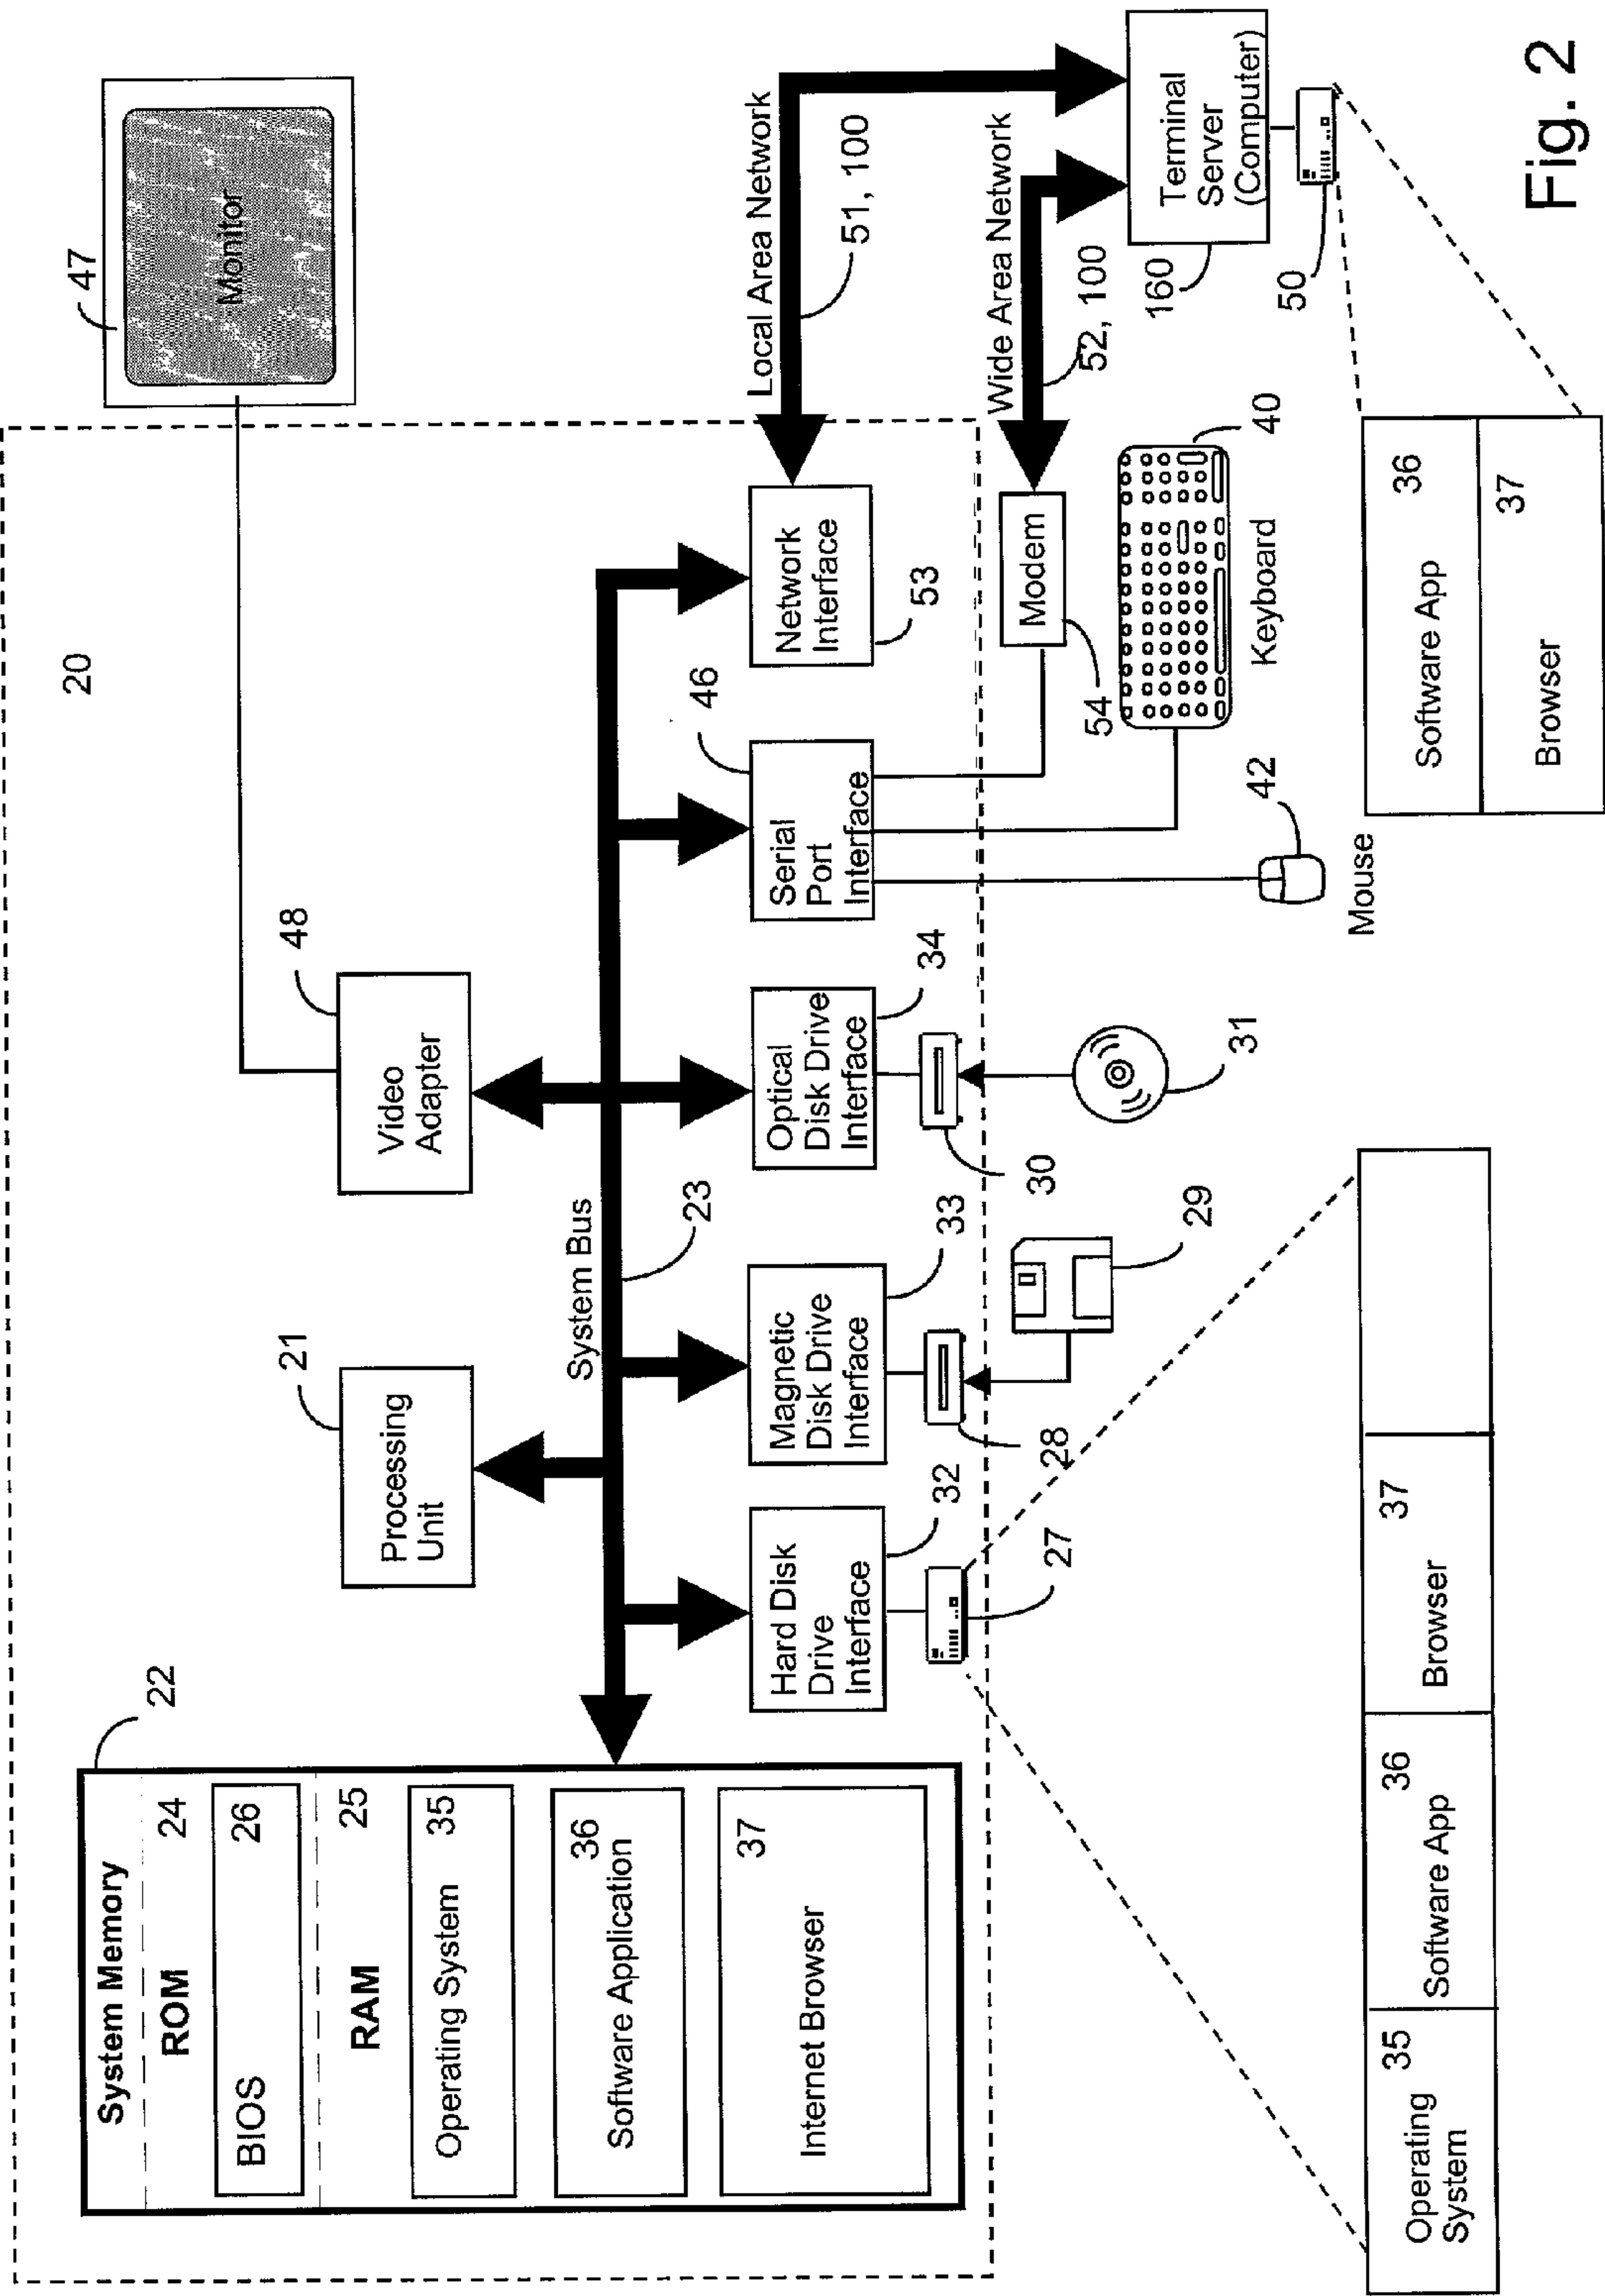 System Memory
ROM
24
BIOS
26
RAM
25
Operating System
35
36
Software Application
37
Internet Browser
22
20
Processing
Unit
21
Video
Adapter
48
47
Monitor
System Bus
23
Hard Disk
Drive
Interface
32
Magnetic
Disk Drive
Interface
33
Optical
Disk Drive
Interface
34
Serial
Port
Interface
46
Network
Interface
53
Local Area Network
51, 100
Wide Area Network
52, 100
27
28
29
30
31
Modem
54
Keyboard
40
Mouse
42
Terminal
Server
(Computer)
160
50
Operating
System
35
Software App
36
Browser
37
Software App
36
Browser
37
Fig. 2